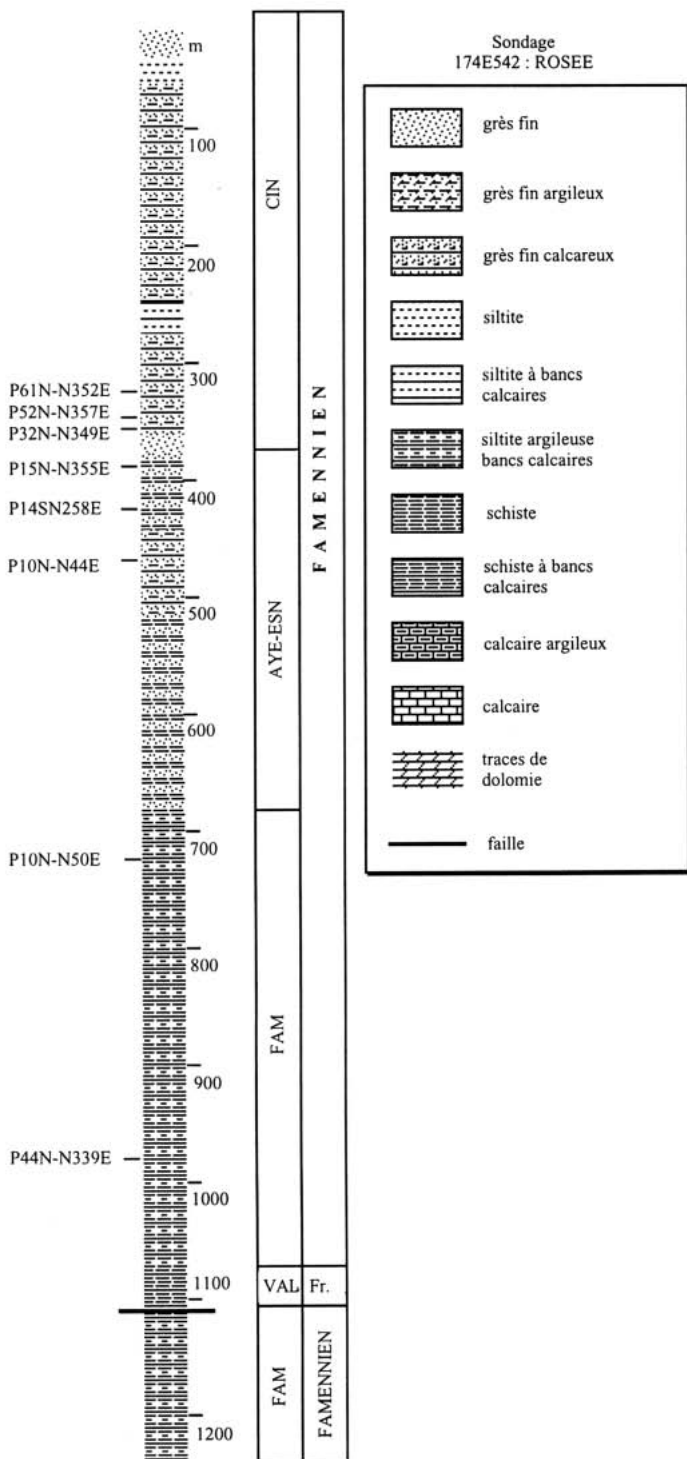 Sondage
174E542 : ROSEE
m
100
200
300
400
500
600
700
800
900
1000
1100
1200
P61N-N352E
P52N-N357E
P32N-N349E
P15N-N355E
P14SN258E
P10N-N44E
P10N-N50E
P44N-N339E
CIN
AYE-ESN
FAM
VAL
FAM
FAMENNIEN
Fr.
FAMENNIEN
grès fin
grès fin argileux
grès fin calcareux
siltite
siltite à bancs
calcaires
siltite argileuse
bancs calcaires
schiste
schiste à bancs
calcaires
calcaire argileux
calcaire
traces de
dolomie
faille